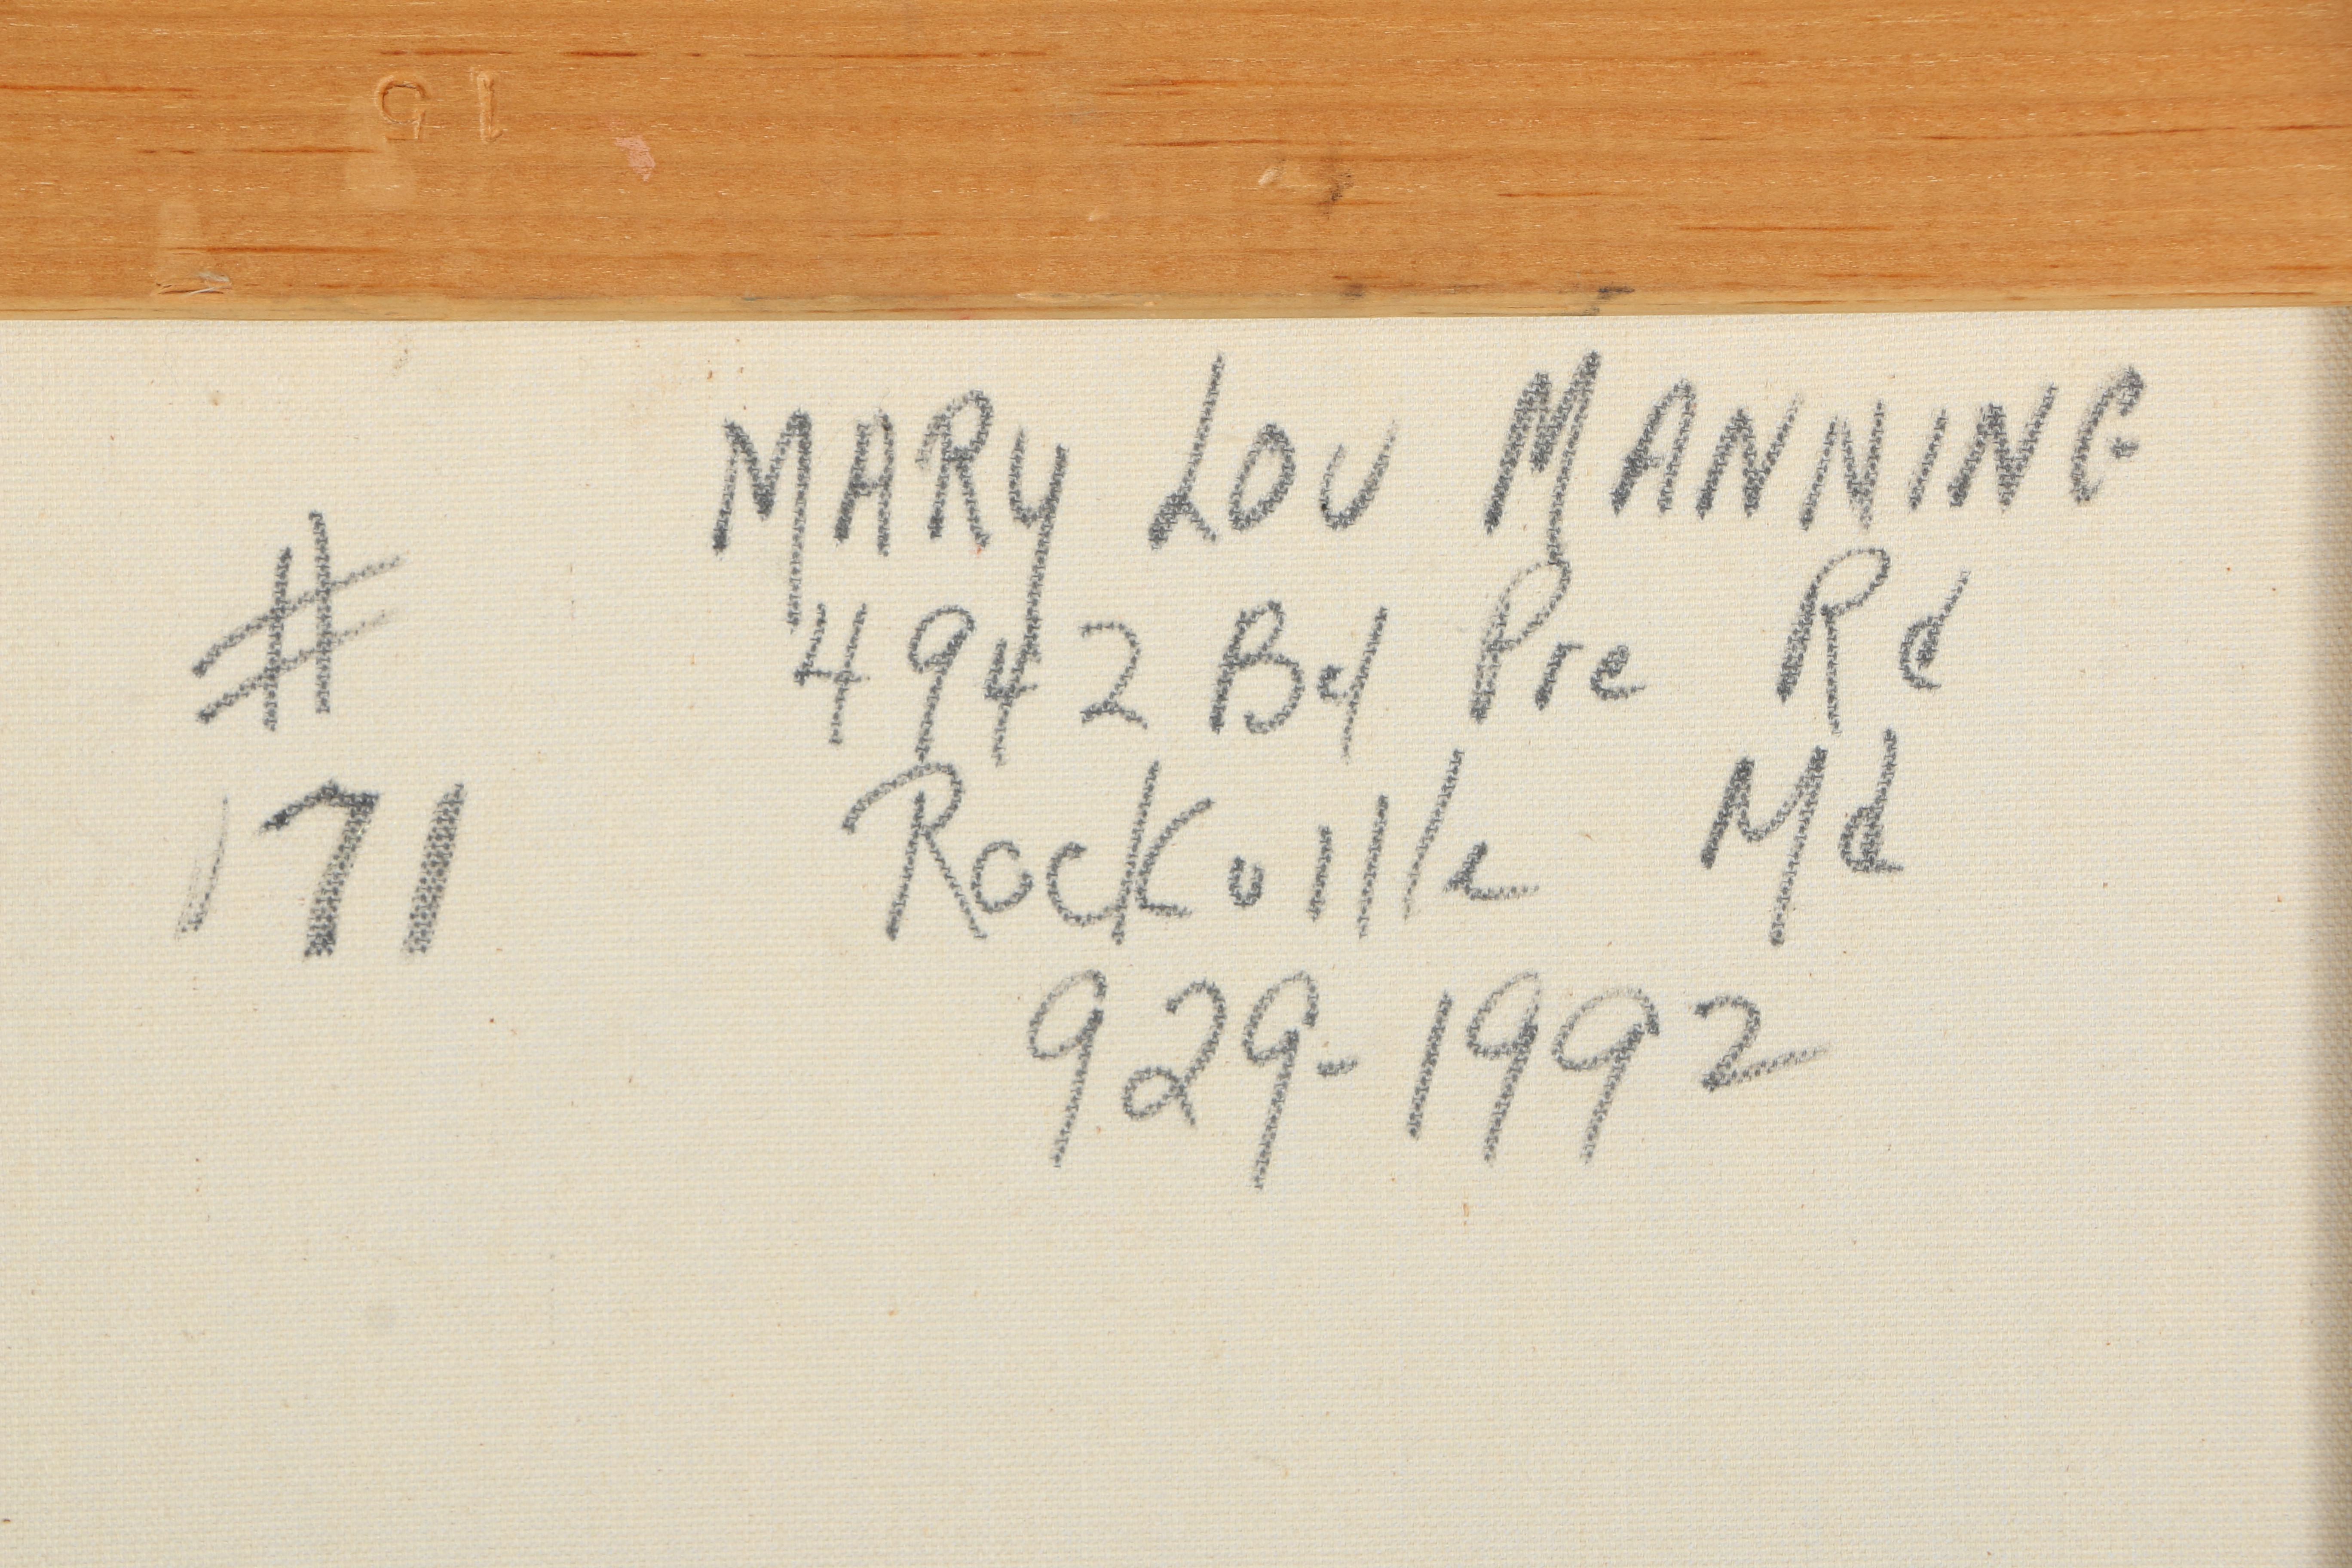 15
MARY LOU MANNING
4942 Bel Pre Rd
Rockville Md
929-1992
#
171